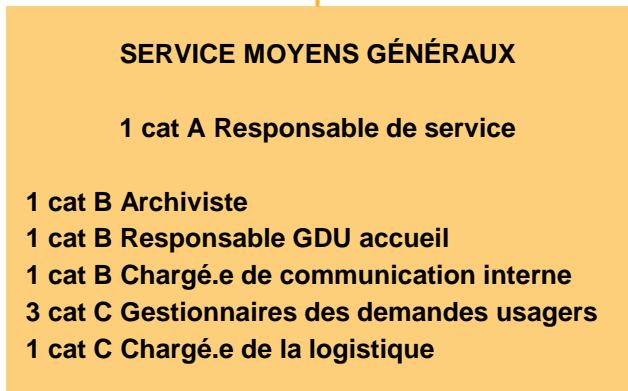 SERVICE MOYENS GÉNÉRAUX
1 cat A Responsable de service
1 cat B Archiviste
1 cat B Responsable GDU accueil
1 cat B Chargé.e de communication interne
3 cat C Gestionnaires des demandes usagers
1 cat C Chargé.e de la logistique